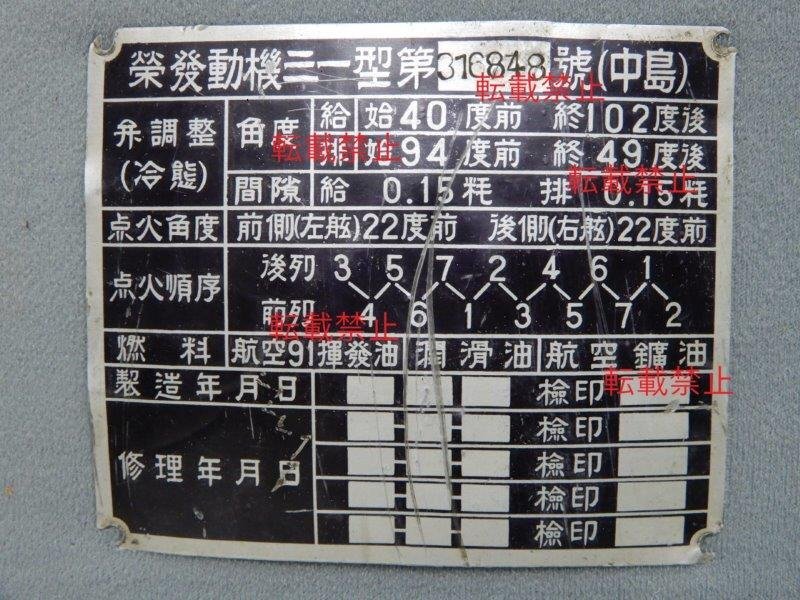 榮發動機三一型第316848號(中島)
弁調整(冷態) 角度 給 始40度前 終102度後
排 始94度前 終49度後
間隙 給 0.15粍 排 0.15粍
点火角度 前側(左舷)22度前 後側(右舷)22度前
点火順序 後列 3 5 7 2 4 6 1
前列 4 6 1 3 5 7 2
燃料 航空91揮發油 潤滑油 航空鑛油
製造年月日 檢印
修理年月日 檢印
檢印
檢印
檢印
転載禁止
転載禁止
転載禁止
転載禁止
転載禁止